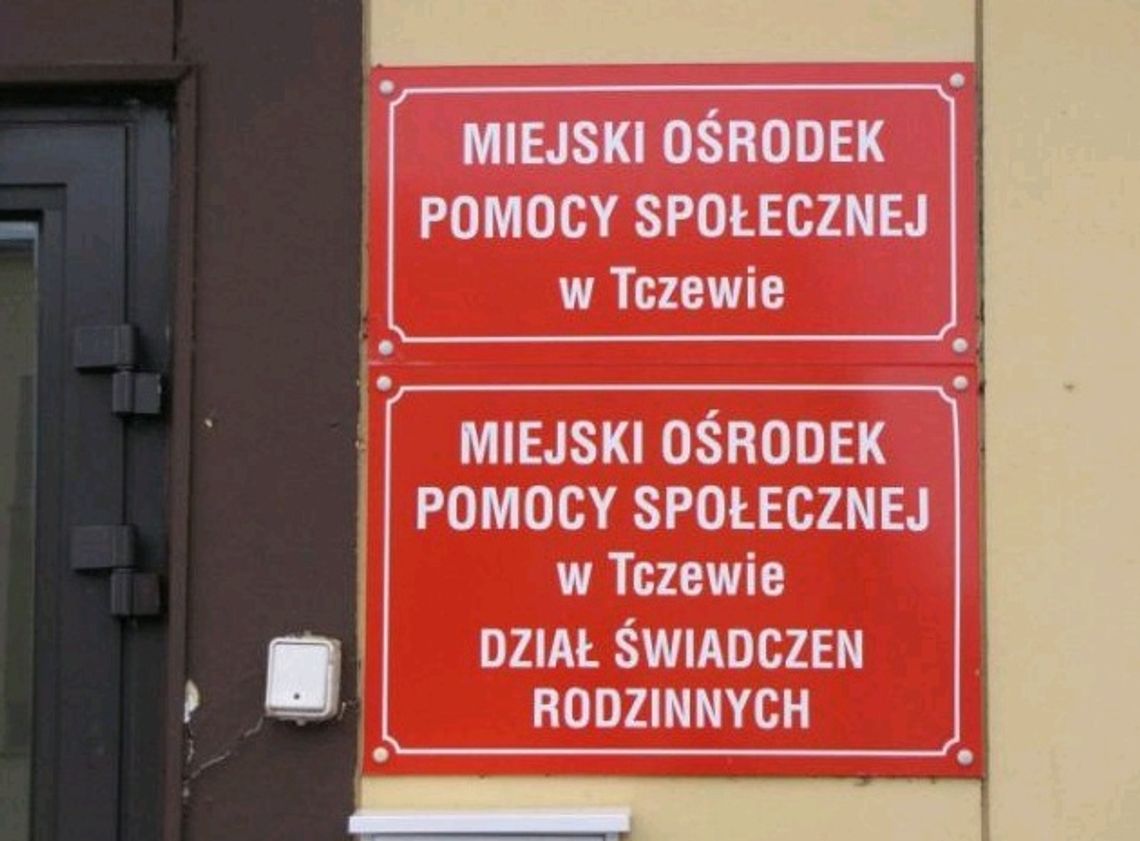 MIEJSKI OŚRODEK
POMOCY SPOŁECZNEJ
w Tczewie
MIEJSKI OŚRODEK
POMOCY SPOŁECZNEJ
w Tczewie
DZIAŁ ŚWIADCZEN
RODZINNYCH